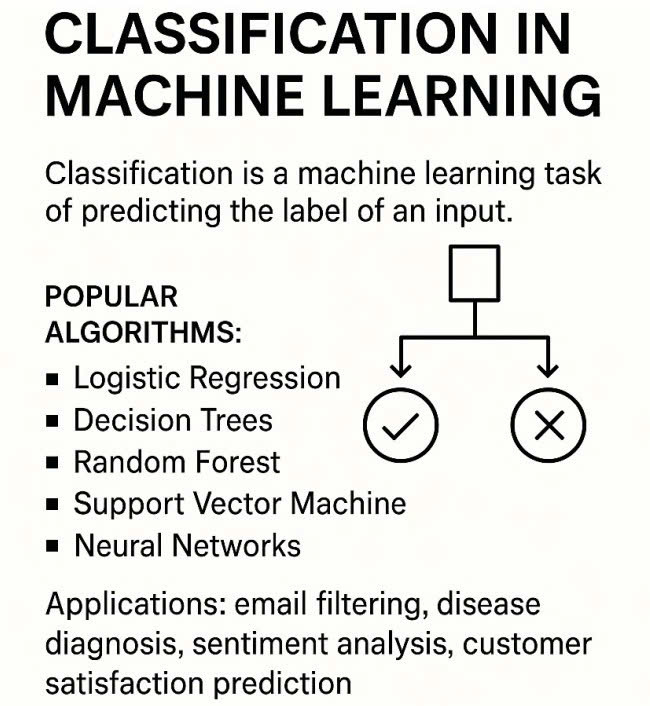 CLASSIFICATION IN
MACHINE LEARNING
Classification is a machine learning task
of predicting the label of an input.
POPULAR
ALGORITHMS:
▪ Logistic Regression
▪ Decision Trees
▪ Random Forest
▪ Support Vector Machine
▪ Neural Networks
Applications: email filtering, disease
diagnosis, sentiment analysis, customer
satisfaction prediction